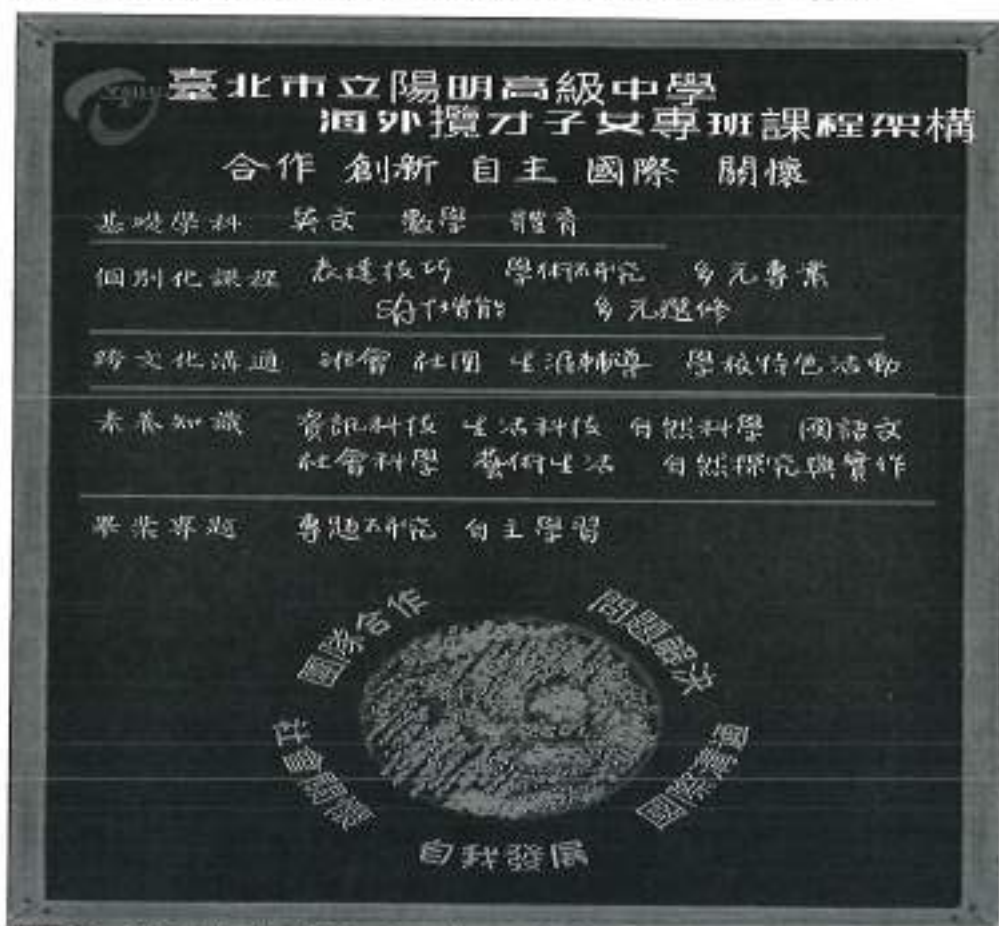 臺北市立陽明高級中學
海外攬才子女專班課程架構
合作 創新 自主 國際 關懷
基礎學科 英文 數學 體育
個別化課程 表達技巧 學術研究 多元專業
增能 多元選修
跨文化溝通 班會 社團 生涯輔導 學校特色活動
素養知識 資訊科技 生活科技 自然科學 國語文
社會科學 藝術生活 自然探究與實作
畢業專題 專題研究 自主學習
國際合作
問題解決
社會關懷
國際溝通
自我發展